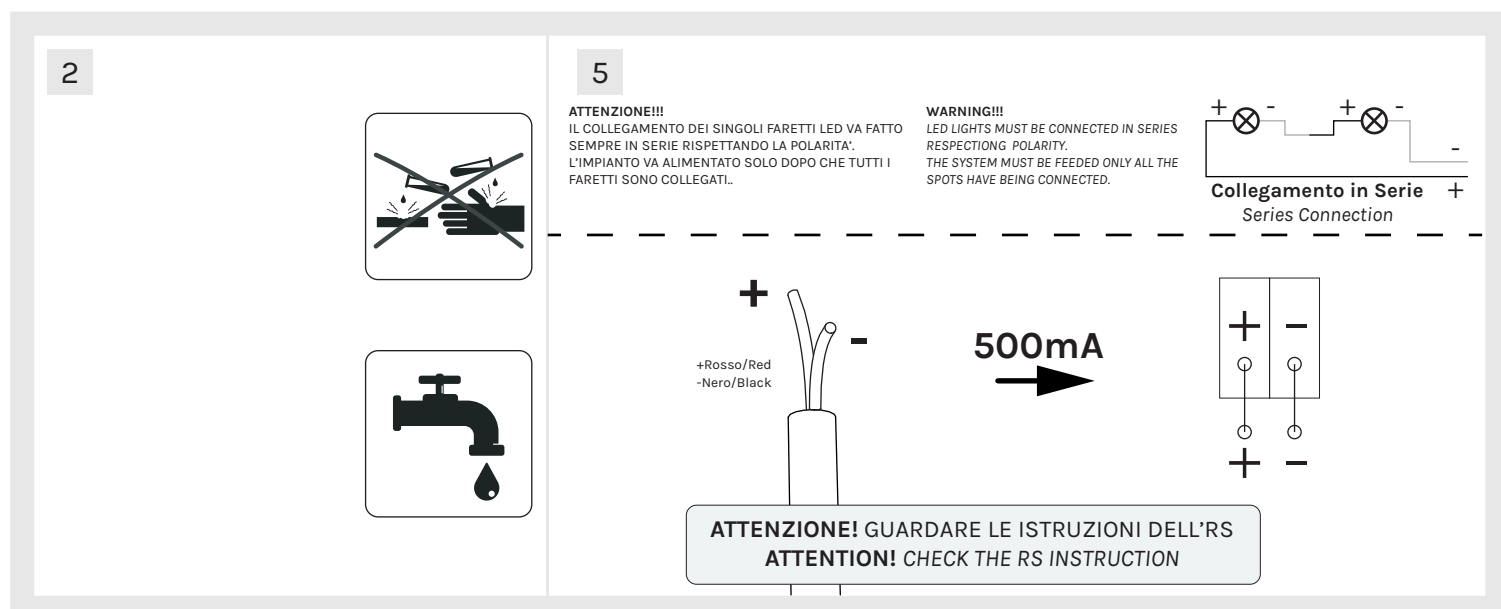 2
5
ATTENZIONE!!!
IL COLLEGAMENTO DEI SINGOLI FARETTI LED VA FATTO
SEMPRE IN SERIE RISPETTANDO LA POLARITA'.
L'IMPIANTO VA ALIMENTATO SOLO DOPO CHE TUTTI I
FARETTI SONO COLLEGATI..
WARNING!!!
LED LIGHTS MUST BE CONNECTED IN SERIES
RESPECTIONG POLARITY.
THE SYSTEM MUST BE FEEDED ONLY ALL THE
SPOTS HAVE BEING CONNECTED.
+ - + -
-
Collegamento in Serie +
Series Connection
+
-
+Rosso/Red
-Nero/Black
500mA
+ -
+ -
ATTENZIONE! GUARDARE LE ISTRUZIONI DELL'RS
ATTENTION! CHECK THE RS INSTRUCTION